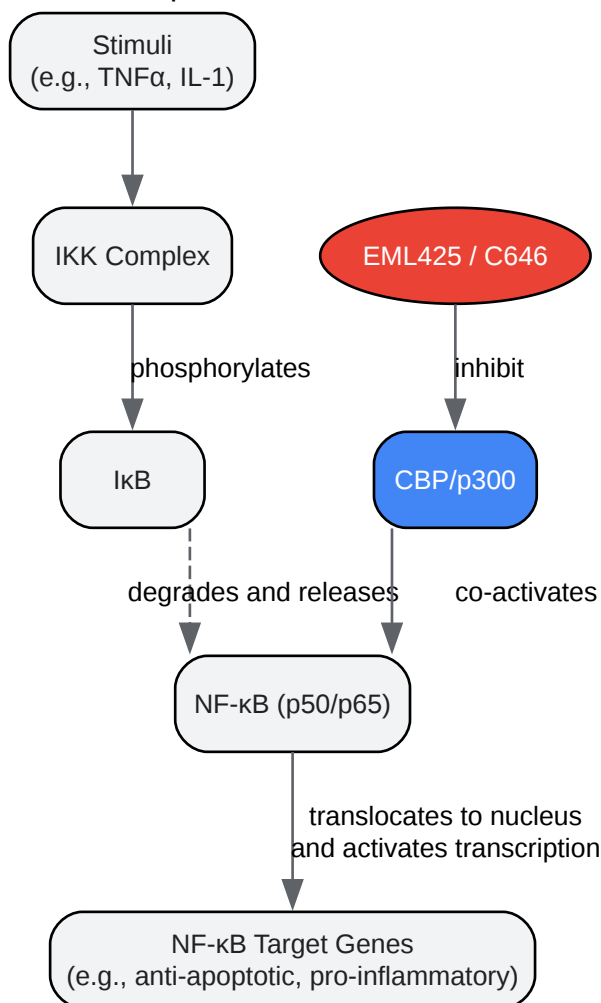 Stimuli
(e.g., TNFα, IL-1)
IKK Complex
EML425 / C646
phosphorylates
inhibit
IκB
CBP/p300
degrades and releases
co-activates
NF-κB (p50/p65)
translocates to nucleus
and activates transcription
NF-κB Target Genes
(e.g., anti-apoptotic, pro-inflammatory)